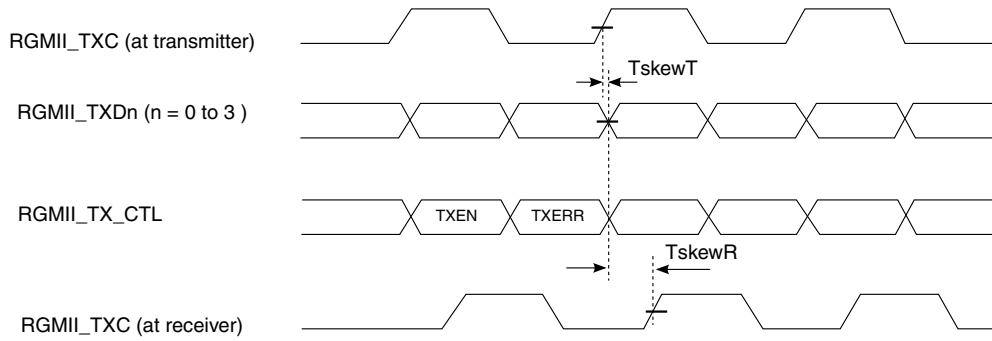 RGMII_TXC (at transmitter)
TskewT
RGMII_TXDn (n = 0 to 3 )
RGMII_TX_CTL
TXEN
TXERR
TskewR
RGMII_TXC (at receiver)